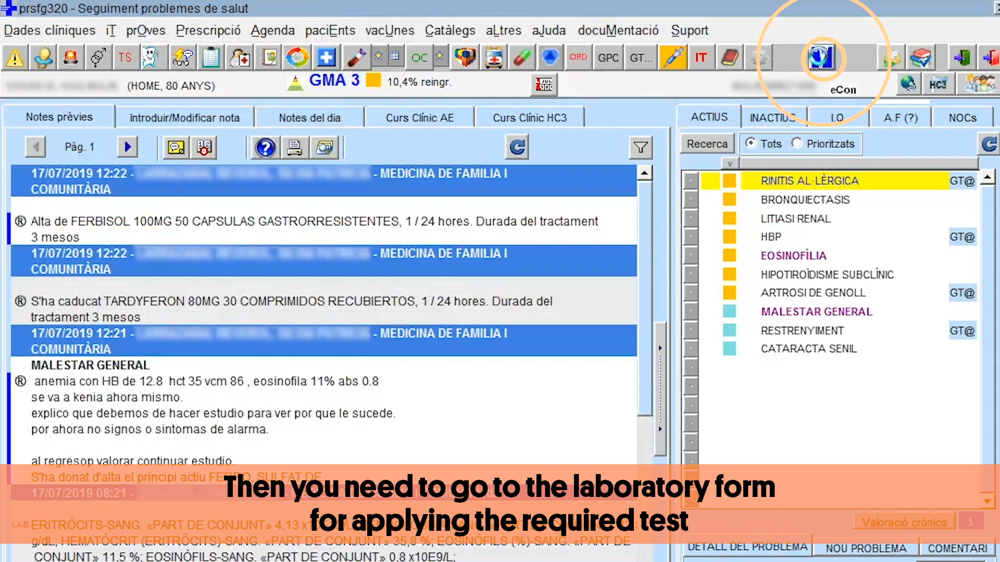 prsfg320 - Seguiment problemes de salut
Dades clíniques iT prOves Prescripció Agenda paciEnts vacUnes Catàlegs aLtres aJuda docuMentació Suport
TS OC ORD GPC GT... IT
(HOME, 80 ANYS) GMA 3 10,4% reingr. eCon HC3
Notes prèvies Introduir/Modificar nota Notes del dia Curs Clínic AE Curs Clínic HC3
ACTIUS INACTIUS I.Q A.F (?) NOCs
Pàg. 1
Recerca Tots Prioritzats
v
17/07/2019 12:22 - - MEDICINA DE FAMILIA I
COMUNITÀRIA
® Alta de FERBISOL 100MG 50 CAPSULAS GASTRORRESISTENTES, 1 / 24 hores. Durada del tractament
3 mesos
17/07/2019 12:22 - - MEDICINA DE FAMILIA I
COMUNITÀRIA
® S'ha caducat TARDYFERON 80MG 30 COMPRIMIDOS RECUBIERTOS, 1 / 24 hores. Durada del
tractament 3 mesos
17/07/2019 12:21 - - MEDICINA DE FAMILIA I
COMUNITÀRIA
MALESTAR GENERAL
® anemia con HB de 12.8 hct 35 vcm 86 , eosinofila 11% abs 0.8
se va a kenia ahora mismo.
explico que debemos de hacer estudio para ver por que le sucede.
por ahora no signos o sintomas de alarma.
al regresop valorar continuar estudio.
S'ha donat d'alta el principi actiu FERRO, SULFAT DE
17/07/2019 08:21 -
LAB ERITRÒCITS-SANG. «PART DE CONJUNT» 4,13
g/dL; HEMATÒCRIT (ERITRÒCITS)-SANG. «PART DE CONJUNT» 35,8 %; EOSINÒFILS (%)-SANG. «PART DE
CONJUNT» 11,5 %; EOSINÒFILS-SANG. «PART DE CONJUNT» 0,8 x10E9/L;
RINITIS AL·LÈRGICA GT@
BRONQUIECTASIS
LITIASI RENAL
HBP GT@
EOSINOFÍLIA
HIPOTIROÏDISME SUBCLÍNIC
ARTROSI DE GENOLL GT@
MALESTAR GENERAL
RESTRENYIMENT GT@
CATARACTA SENIL
Valoració crònics i
DETALL DEL PROBLEMA NOU PROBLEMA COMENTARI
Then you need to go to the laboratory form
for applying the required test